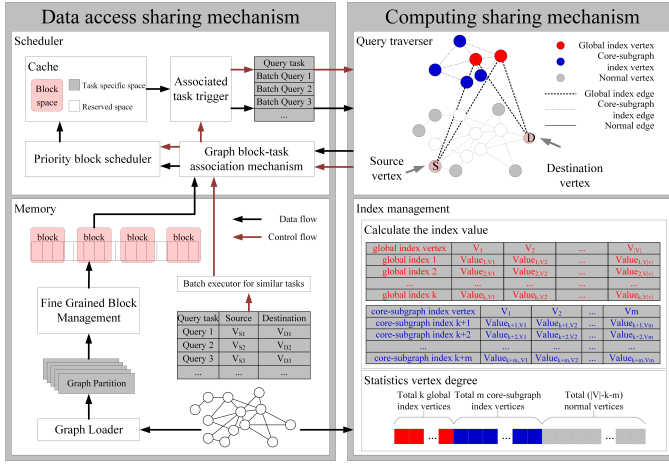 Data access sharing mechanism
Scheduler
Cache
Block
space
Task specific space
Reserved space
Associated
task trigger
Query task
Batch Query 1
Batch Query 2
Batch Query 3
...
Priority block scheduler
Graph block-task
association mechanism
Memory
block
block
block
block
Data flow
Control flow
Fine Grained Block
Management
Batch executor for similar tasks
Query task Source Destination
Query 1 VS1 VD1
Query 2 VS2 VD2
Query 3 VS3 VD3
... ... ...
Graph Partition
Graph Loader
Computing sharing mechanism
Query traverser
Global index vertex
Core-subgraph
index vertex
Normal vertex
Global index edge
Core-subgraph
index edge
Normal edge
S
D
Source
vertex
Destination
vertex
Index management
Calculate the index value
global index vertex V1 V2 ... V|V|
global index 1 Value1,V1 Value1,V2 ... Value1,V|s|
global index 2 Value2,V1 Value2,V2 ... Value2,V|s|
... ... ... ... ...
global index k Valuek,V1 Valuek,V2 ... Valuek,V|s|
core-subgraph index vertex V1 V2 ... Vm
core-subgraph index k+1 Valuek+1,V1 Valuek+1,V2 ... Valuek+1,Vm
core-subgraph index k+2 Valuek+2,V1 Valuek+2,V2 ... Valuek+2,Vm
... ... ... ... ...
core-subgraph index k+m Valuek+m,V1 Valuek+m,V2 ... Valuek+m,Vm
Statistics vertex degree
Total k global
index vertices
Total m core-subgraph
index vertices
Total (|V|-k-m)
normal vertices
... ... ...